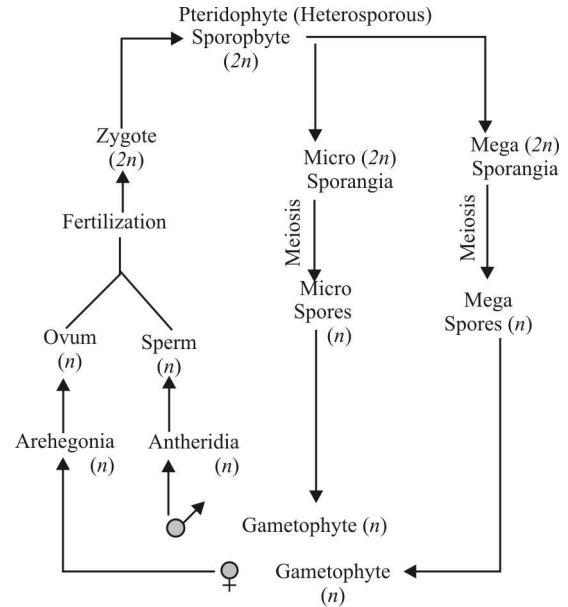 Pteridophyte (Heterosporous)
Sporopbyte
(2n)
Zygote
(2n)
Micro (2n)
Sporangia
Mega (2n)
Sporangia
Meiosis
Meiosis
Fertilization
Micro
Spores
(n)
Mega
Spores (n)
Ovum
(n)
Sperm
(n)
Arehegonia
(n)
Antheridia
(n)
Gametophyte (n)
Gametophyte
(n)